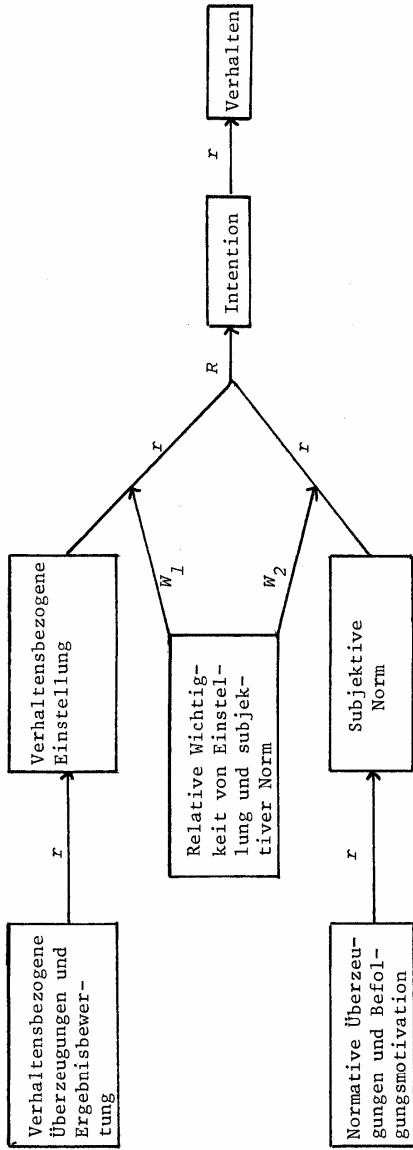 Verhaltensbezogene
Überzeugungen und
Ergebnisbewer-
tung
r
Verhaltensbezogene
Einstellung
r
Relative Wichtig-
keit von Einstel-
lung und subjek-
tiver Norm
W1
W2
Normative Überzeu-
gungen und Befol-
gungsmotivation
r
Subjektive
Norm
r
R
Intention
r
Verhalten